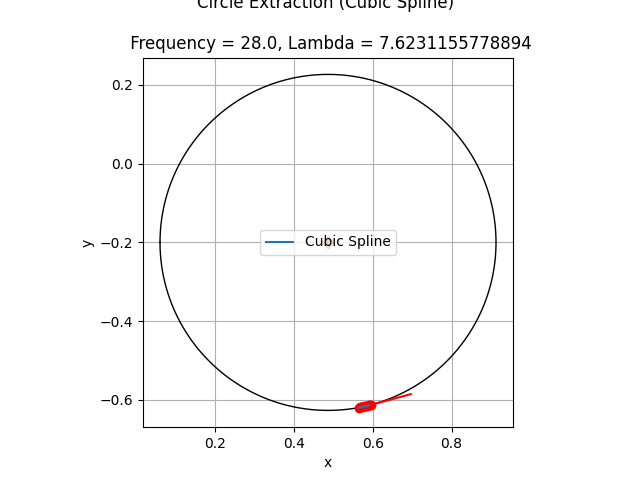 Circle Extraction (Cubic Spline)
Frequency = 28.0, Lambda = 7.6231155778894
0.2
0.0
−0.2
−0.4
−0.6
y
Cubic Spline
0.2
0.4
0.6
0.8
x